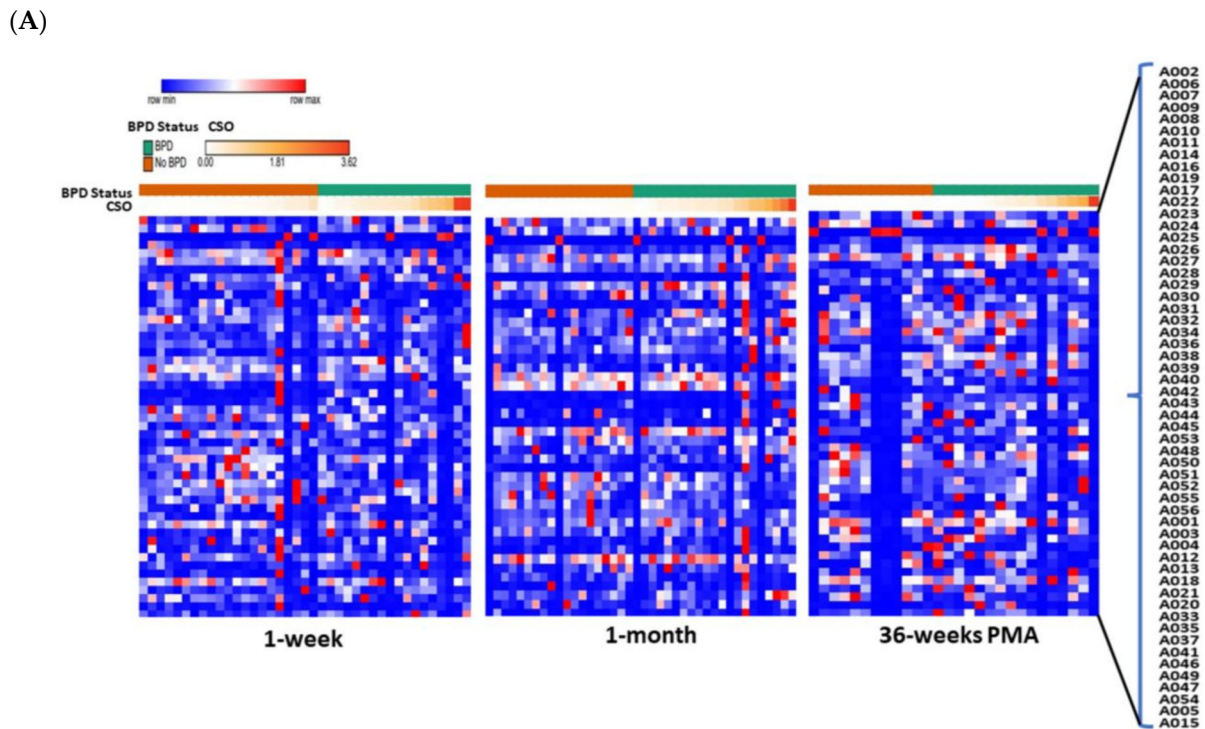 (A)
row min row max
BPD Status CSO
BPD
No BPD
0.00 1.81 3.62
BPD Status
CSO
1-week
1-month
36-weeks PMA
A002
A006
A007
A009
A008
A010
A011
A014
A016
A019
A017
A022
A023
A024
A025
A026
A027
A028
A029
A030
A031
A032
A034
A036
A038
A039
A040
A042
A043
A044
A045
A053
A048
A050
A051
A052
A055
A056
A001
A003
A004
A012
A013
A018
A021
A020
A033
A035
A037
A041
A046
A049
A047
A054
A005
A015